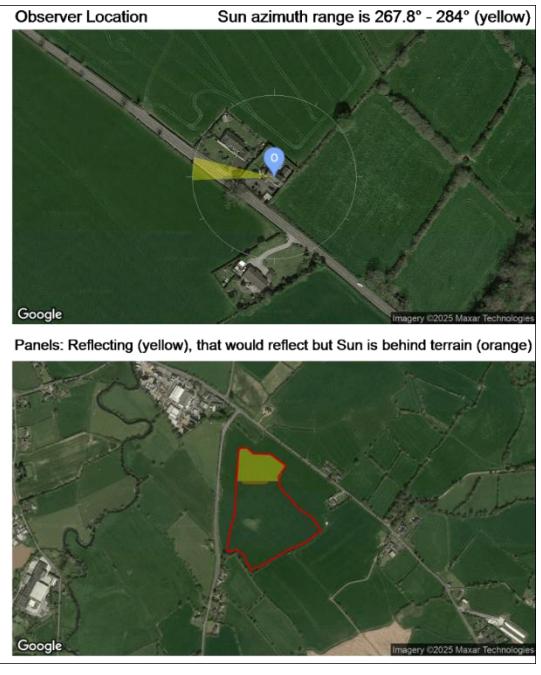 Observer Location Sun azimuth range is 267.8° - 284° (yellow)
O
Google
Imagery ©2025 Maxar Technologies
Panels: Reflecting (yellow), that would reflect but Sun is behind terrain (orange)
Google
Imagery ©2025 Maxar Technologies